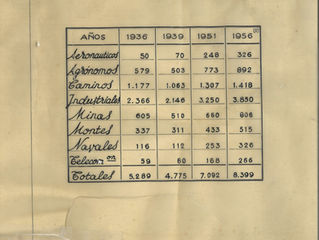 AÑOS 1936 1939 1951 1956
Aeronauticos 50 70 248 326
Agrónomos 579 503 773 892
Caminos 1.177 1.063 1.307 1.418
Industriales 2.366 2.146 3.250 3.850
Minas 605 510 660 806
Montes 337 311 433 515
Navales 116 112 253 326
Telecom. 59 60 168 266
Totales 5.289 4.775 7.092 8.399